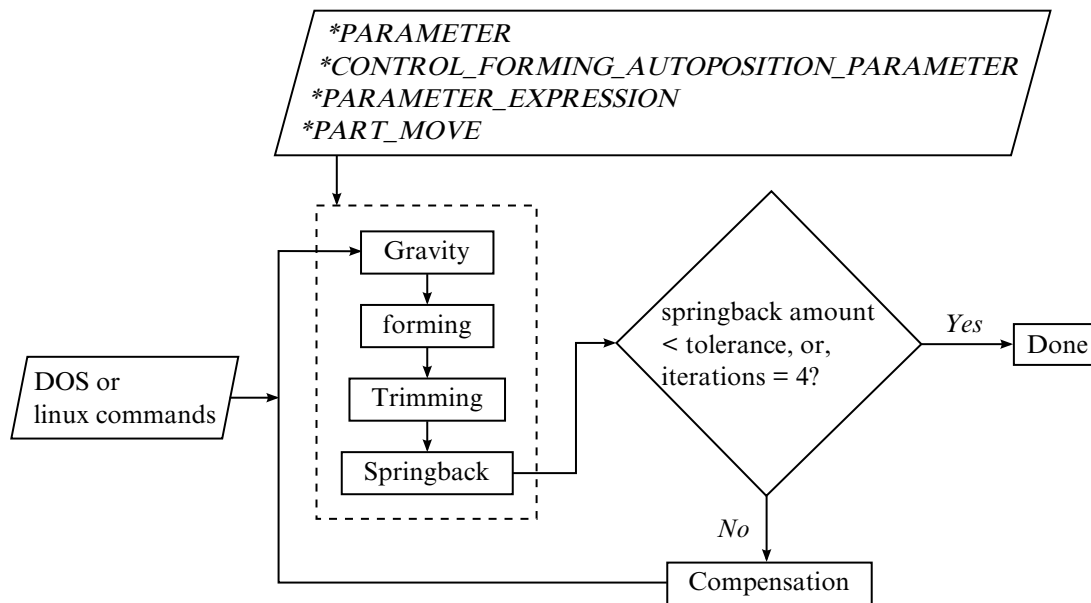 *PARAMETER
*CONTROL_FORMING_AUTOPOSITION_PARAMETER
*PARAMETER_EXPRESSION
*PART_MOVE
Gravity
forming
Trimming
Springback
DOS or
linux commands
springback amount
< tolerance, or,
iterations = 4?
Yes
Done
No
Compensation